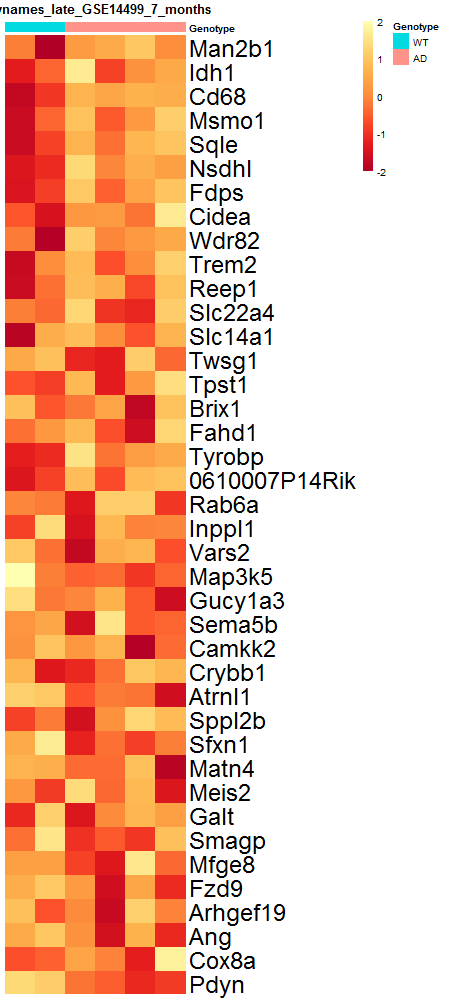 ynames_late_GSE14499_7_months
Genotype
Man2b1
Idh1
Cd68
Msmo1
Sqle
Nsdhl
Fdps
Cidea
Wdr82
Trem2
Reep1
Slc22a4
Slc14a1
Twsg1
Tpst1
Brix1
Fahd1
Tyrobp
0610007P14Rik
Rab6a
Inppl1
Vars2
Map3k5
Gucy1a3
Sema5b
Camkk2
Crybb1
Atrnl1
Sppl2b
Sfxn1
Matn4
Meis2
Galt
Smagp
Mfge8
Fzd9
Arhgef19
Ang
Cox8a
Pdyn
2
1
0
-1
-2
Genotype
WT
AD